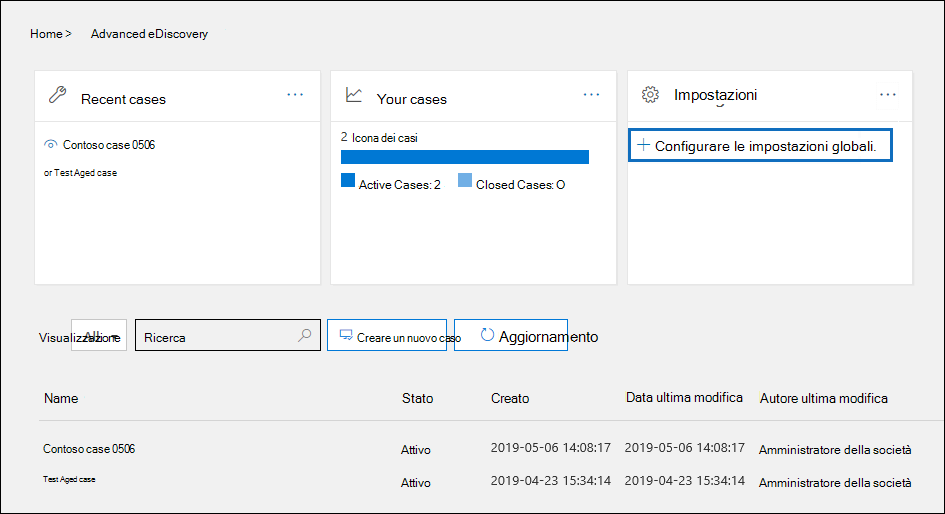 Home > Advanced eDiscovery
Recent cases ...
Contoso case 0506
or Test Aged case
Your cases ...
2 Icona dei casi
Active Cases: 2 Closed Cases: O
Impostazioni ...
+ Configurare le impostazioni globali.
Visualizzazione Ricerca Creare un nuovo caso Aggiornamento
Name Stato Creato Data ultima modifica Autore ultima modifica
Contoso case 0506 Attivo 2019-05-06 14:08:17 2019-05-06 14:08:17 Amministratore della società
Test Aged case Attivo 2019-04-23 15:34:14 2019-04-23 15:34:14 Amministratore della società